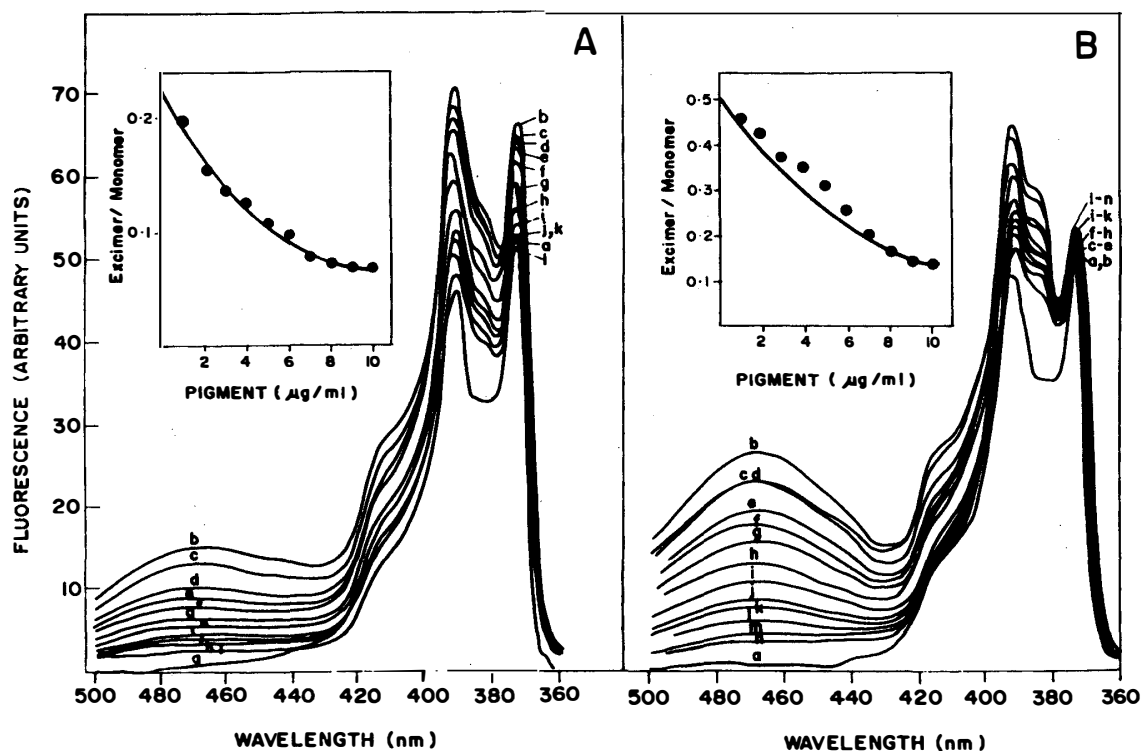 A
B
FLUORESCENCE (ARBITRARY UNITS)
70
60
50
40
30
20
10
Excimer/Monomer
0·2
0·1
2 4 6 8 10
PIGMENT (µg/ml)
b
c
d
e
f
g
h
i
j,k
a
b
c
d
a
500 480 460 440 420 400 380 360
WAVELENGTH (nm)
Excimer/Monomer
0·5
0·4
0·3
0·2
0·1
2 4 6 8 10
PIGMENT (µg/ml)
l-n
i-k
f-h
c-e
a,b
b
c d
e
f
g
h
i
j
k
l
m
n
a
500 480 460 440 420 400 380 360
WAVELENGTH (nm)